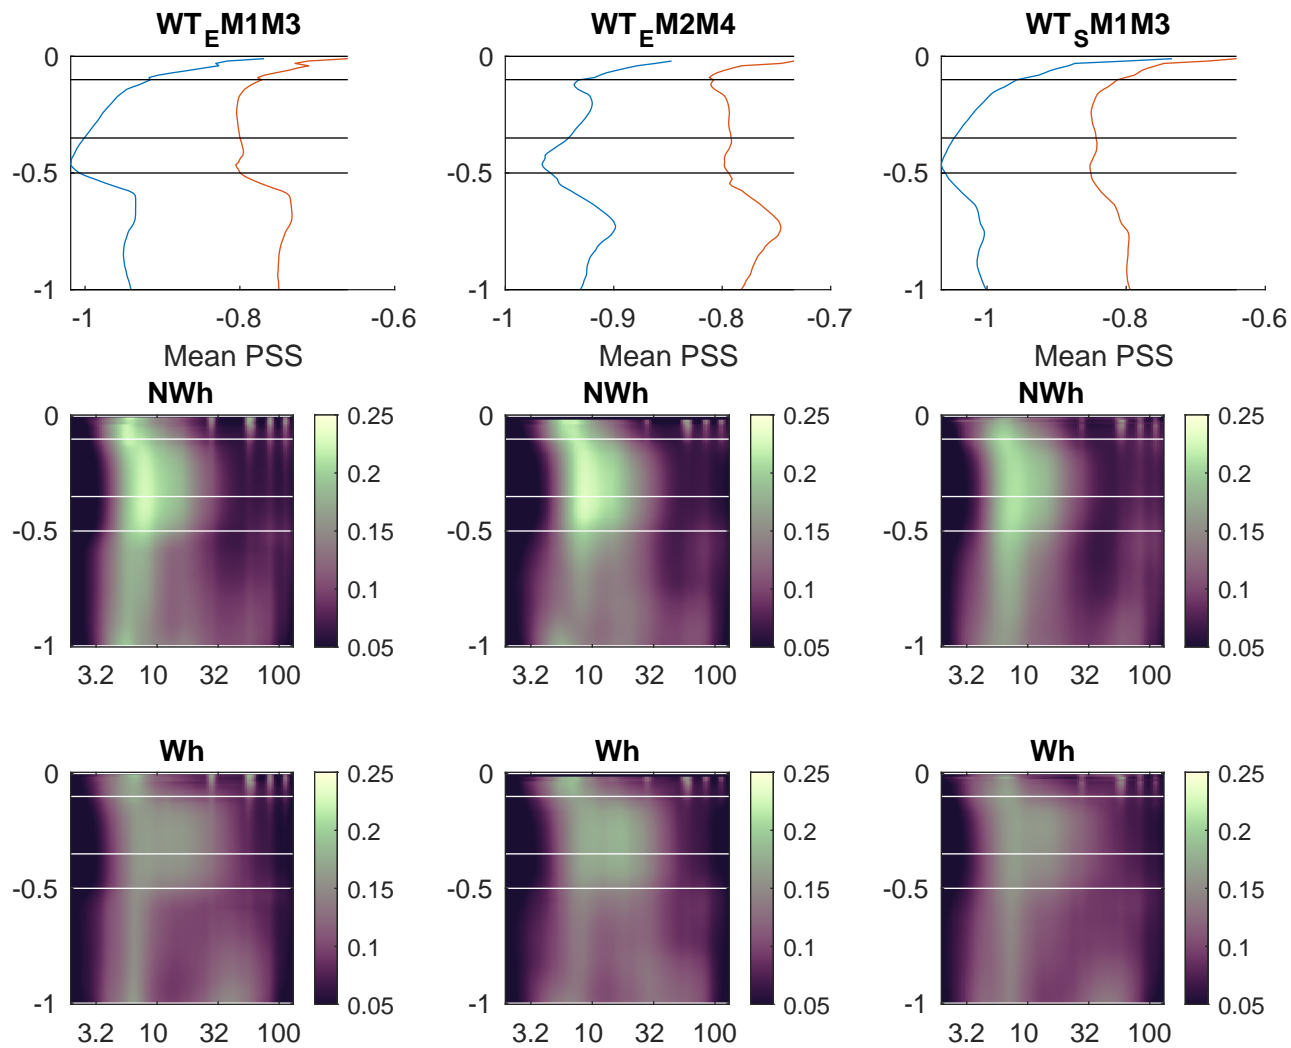 WT_E M1M3 WT_E M2M4 WT_S M1M3
0 0 0
-0.5 -0.5 -0.5
-1 -1 -1
-1 -0.8 -0.6 -1 -0.9 -0.8 -0.7 -1 -0.8 -0.6
Mean PSS Mean PSS Mean PSS
NWh NWh NWh
0 0.25 0 0.25 0 0.25
0.2 0.2 0.2
-0.5 0.15 -0.5 0.15 -0.5 0.15
0.1 0.1 0.1
-1 0.05 -1 0.05 -1 0.05
3.2 10 32 100 3.2 10 32 100 3.2 10 32 100
Wh Wh Wh
0 0.25 0 0.25 0 0.25
0.2 0.2 0.2
-0.5 0.15 -0.5 0.15 -0.5 0.15
0.1 0.1 0.1
-1 0.05 -1 0.05 -1 0.05
3.2 10 32 100 3.2 10 32 100 3.2 10 32 100